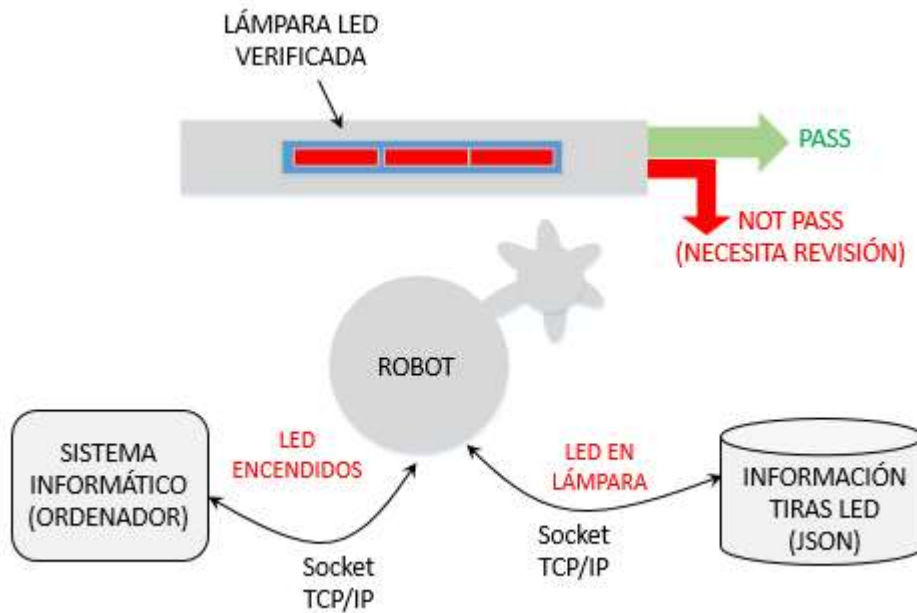 LÁMPARA LED
VERIFICADA
PASS
NOT PASS
(NECESITA REVISIÓN)
ROBOT
SISTEMA
INFORMÁTICO
(ORDENADOR)
LED
ENCENDIDOS
Socket
TCP/IP
LED EN
LÁMPARA
Socket
TCP/IP
INFORMACIÓN
TIRAS LED
(JSON)